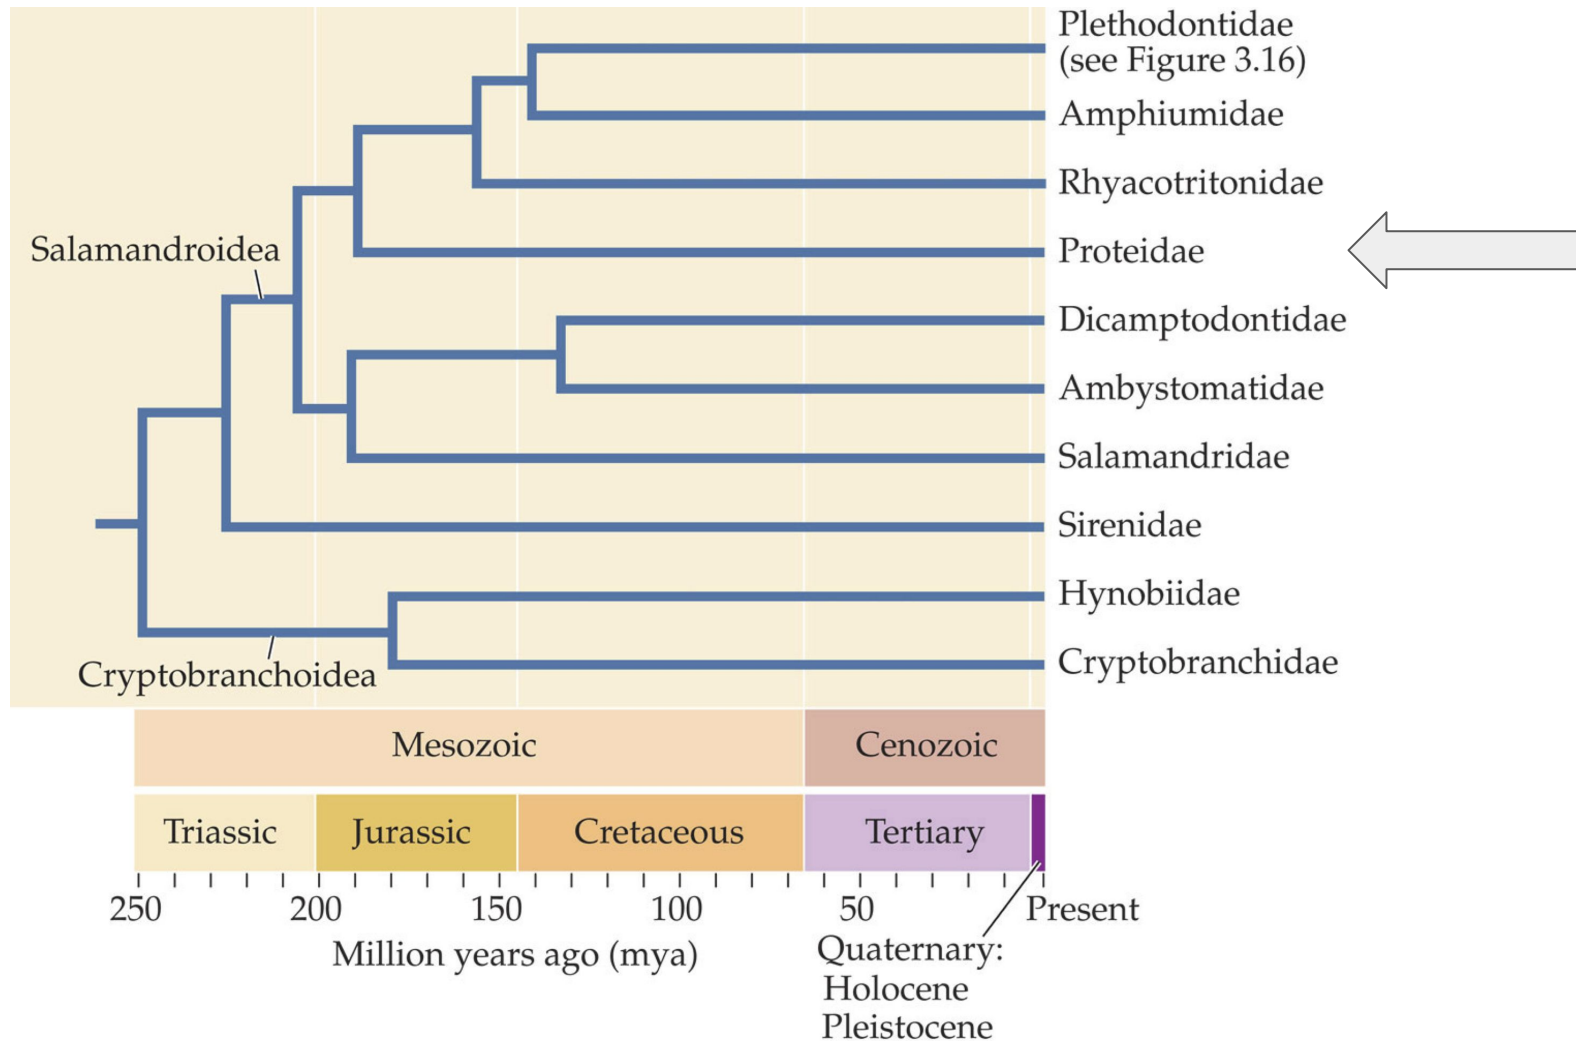 Plethodontidae
(see Figure 3.16)
Amphiumidae
Rhyacotritonidae
Salamandroidea
Proteidae
Dicamptodontidae
Ambystomatidae
Salamandridae
Sirenidae
Hynobiidae
Cryptobranchoidea
Cryptobranchidae
Mesozoic
Cenozoic
Triassic
Jurassic
Cretaceous
Tertiary
250 200 150 100 50 Present
Million years ago (mya)
Quaternary:
Holocene
Pleistocene